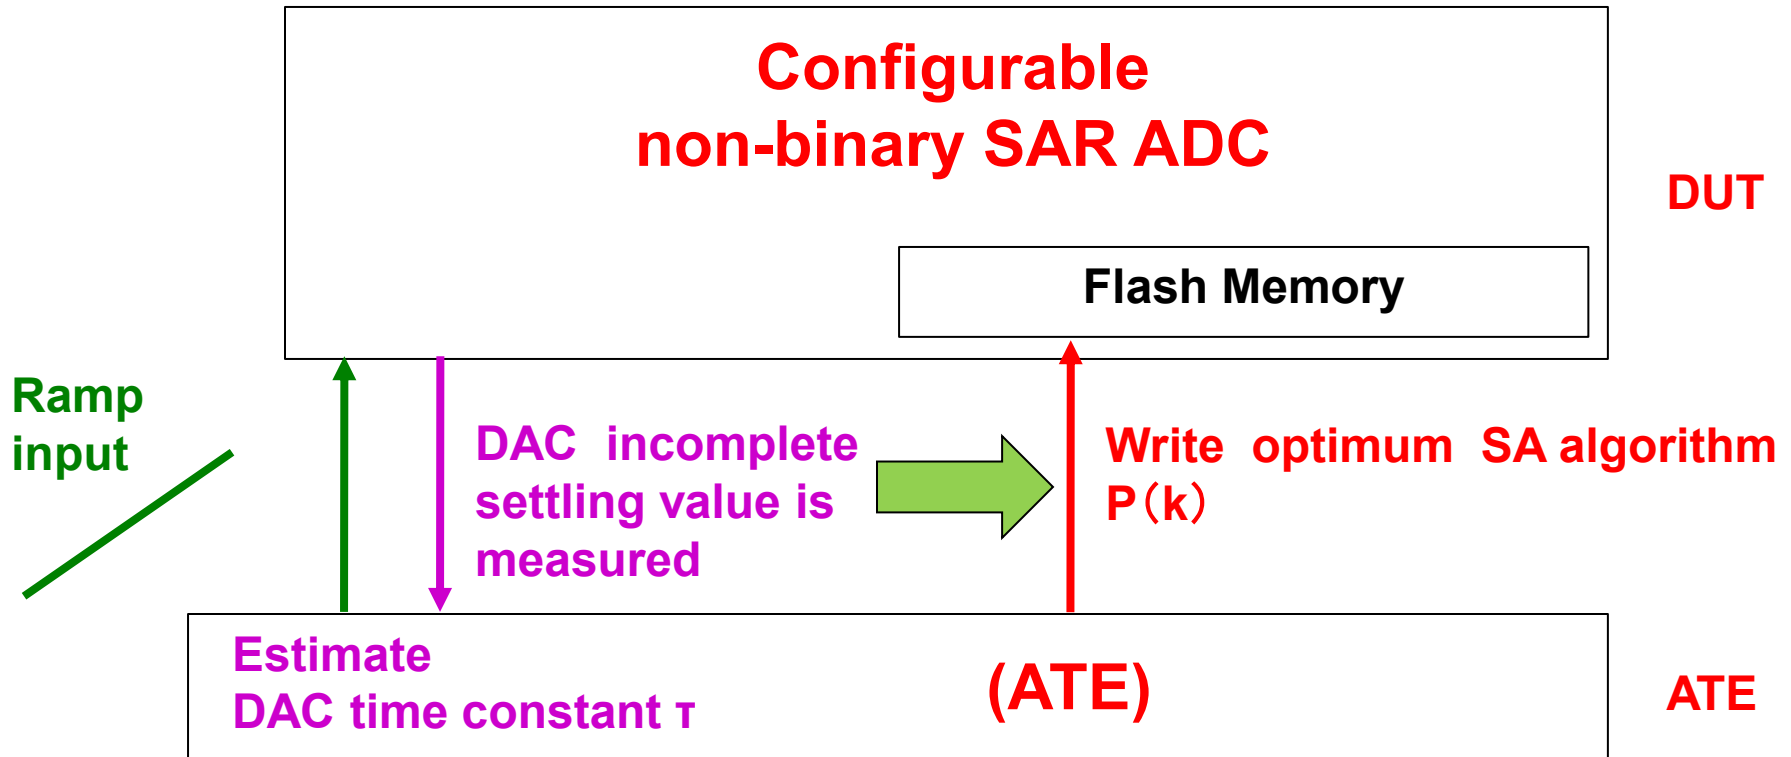 Configurable
non-binary SAR ADC
DUT
Flash Memory
Ramp
input
DAC incomplete
settling value is
measured
Write optimum SA algorithm
P（k）
Estimate
DAC time constant τ
(ATE)
ATE